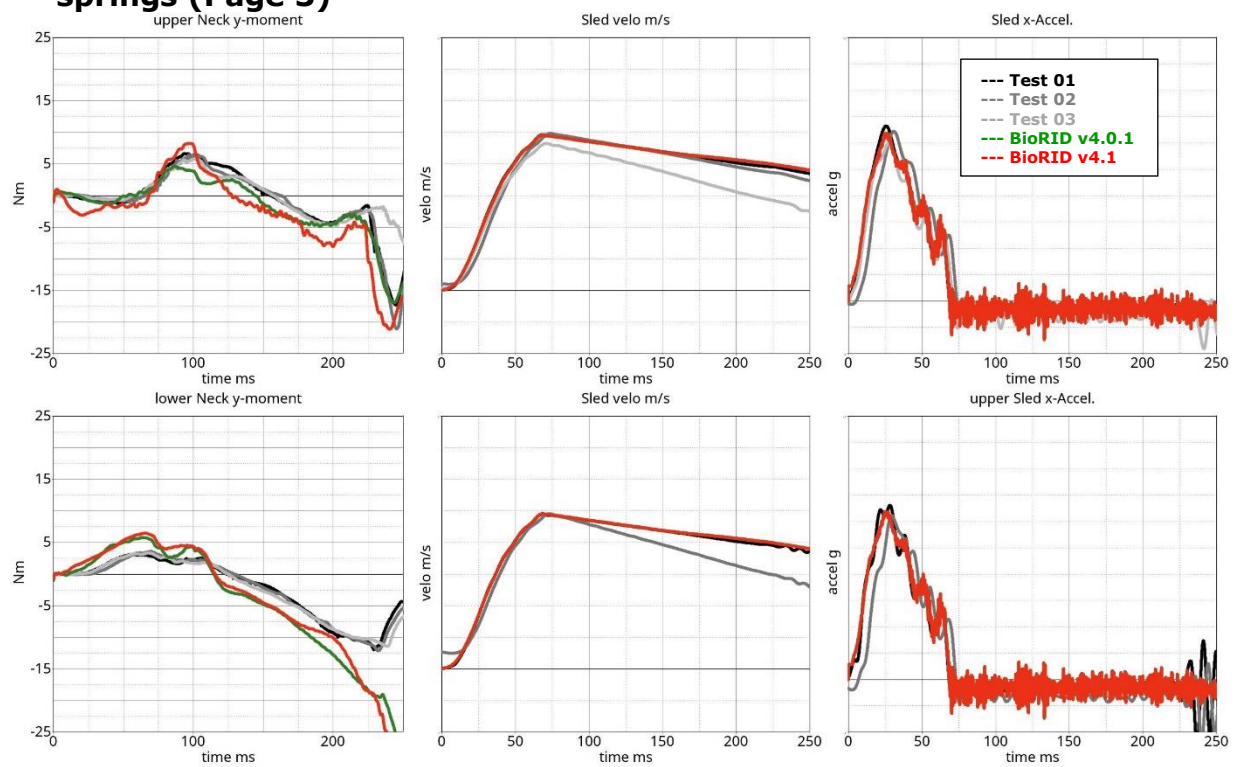 springs (Page 5)
upper Neck y-moment
25
15
5
-5
-15
-25
Nm
0
100
200
time ms
Sled velo m/s
velo m/s
0
50
100
150
200
250
time ms
Sled x-Accel.
accel g
--- Test 01
--- Test 02
--- Test 03
--- BioRID v4.0.1
--- BioRID v4.1
0
50
100
150
200
250
time ms
lower Neck y-moment
25
15
5
-5
-15
-25
Nm
0
100
200
time ms
Sled velo m/s
velo m/s
0
50
100
150
200
250
time ms
upper Sled x-Accel.
accel g
0
50
100
150
200
250
time ms